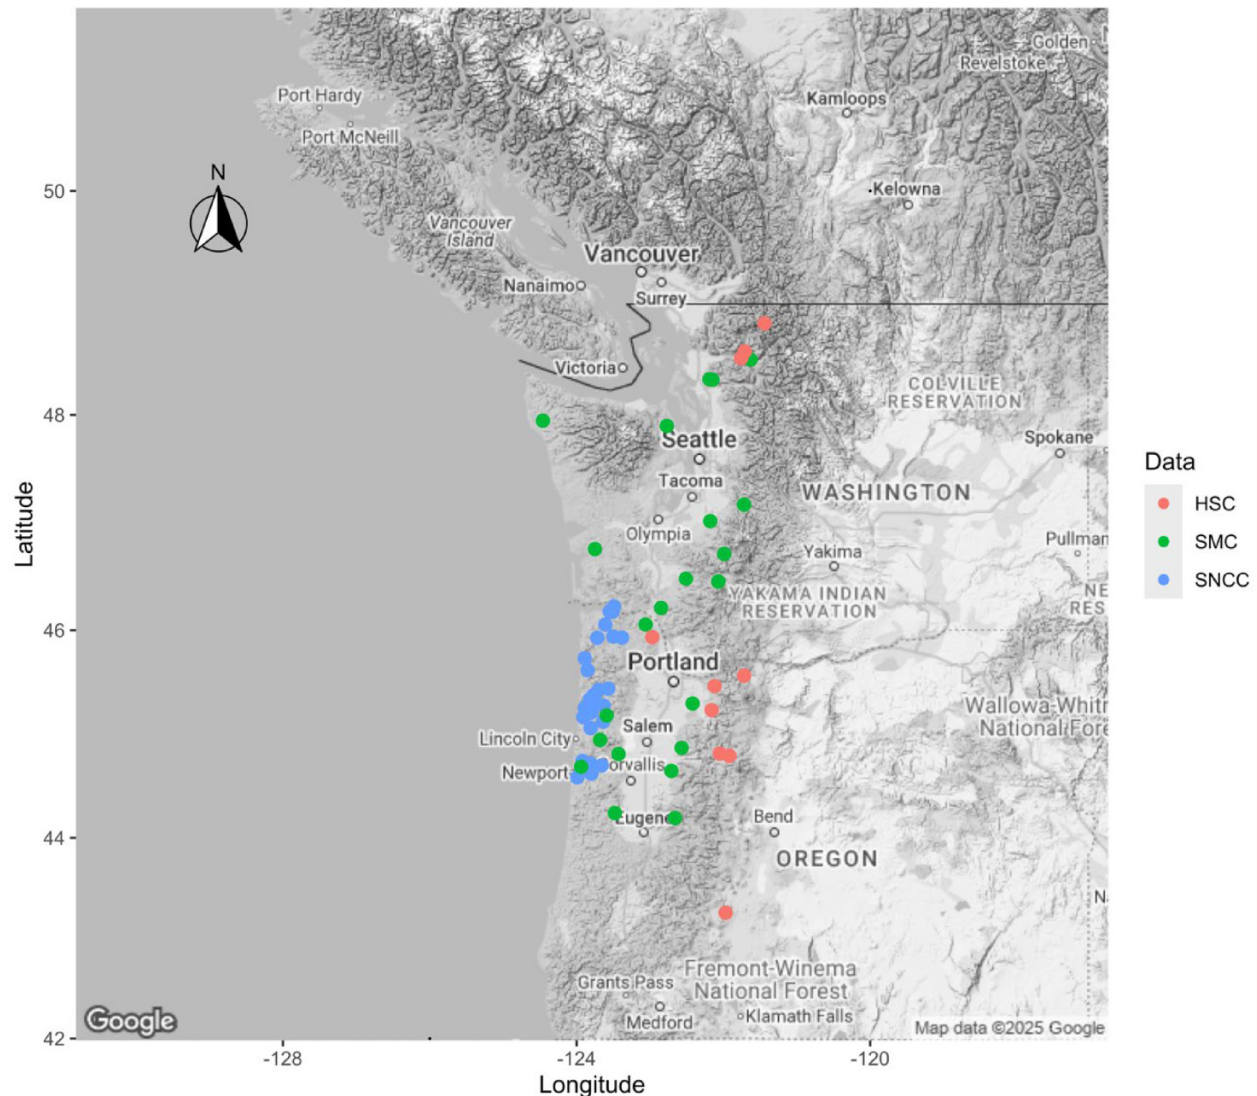 Golden
N
Revelstoke
Port Hardy
Kamloops
Port McNeill
50
N
Kelowna
Vancouver
Island
Vancouver
Nanaimo
Surrey
Victoria
COLVILLE
RESERVATION
48
Seattle
Spokane
Data
Tacoma
WASHINGTON
HSC
Latitude
Olympia
Pullman
SMC
Yakima
YAKAMA INDIAN
RESERVATION
NE
RES
SNCC
46
Portland
Wallowa-Whitr
National Fore
Salem
Lincoln City
Newport
orvallis
Bend
Eugene
44
OREGON
N
Fremont-Winema
National Forest
Grants Pass
Medford
Klamath Falls
Google
Map data ©2025 Google
42
-128
-124
-120
Longitude